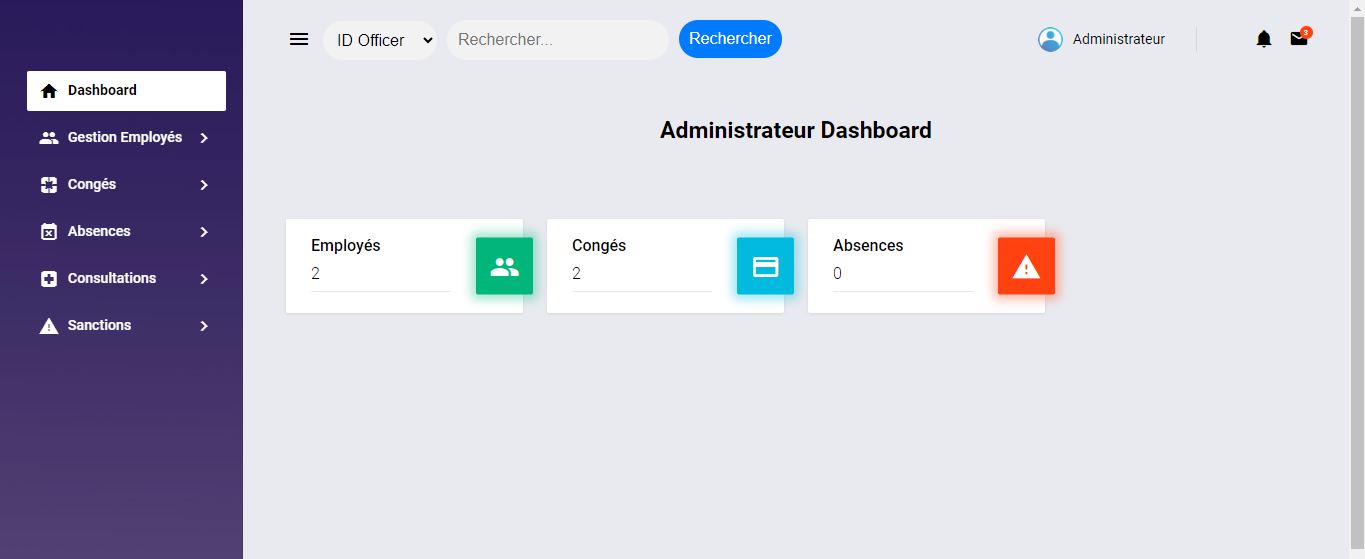 ID Officer
Rechercher...
Rechercher
Administrateur
3
Dashboard
Gestion Employés
Congés
Absences
Consultations
Sanctions
Administrateur Dashboard
Employés
2
Congés
2
Absences
0